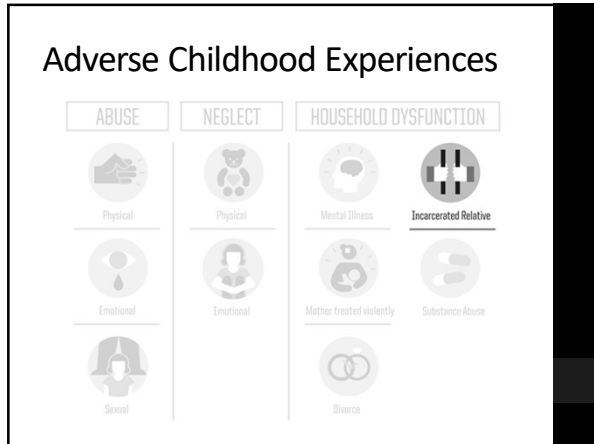 Adverse Childhood Experiences
ABUSE
NEGLECT
HOUSEHOLD DYSFUNCTION
Physical
Physical
Mental Illness
Incarcerated Relative
Emotional
Emotional
Mother treated violently
Substance Abuse
Sexual
Divorce